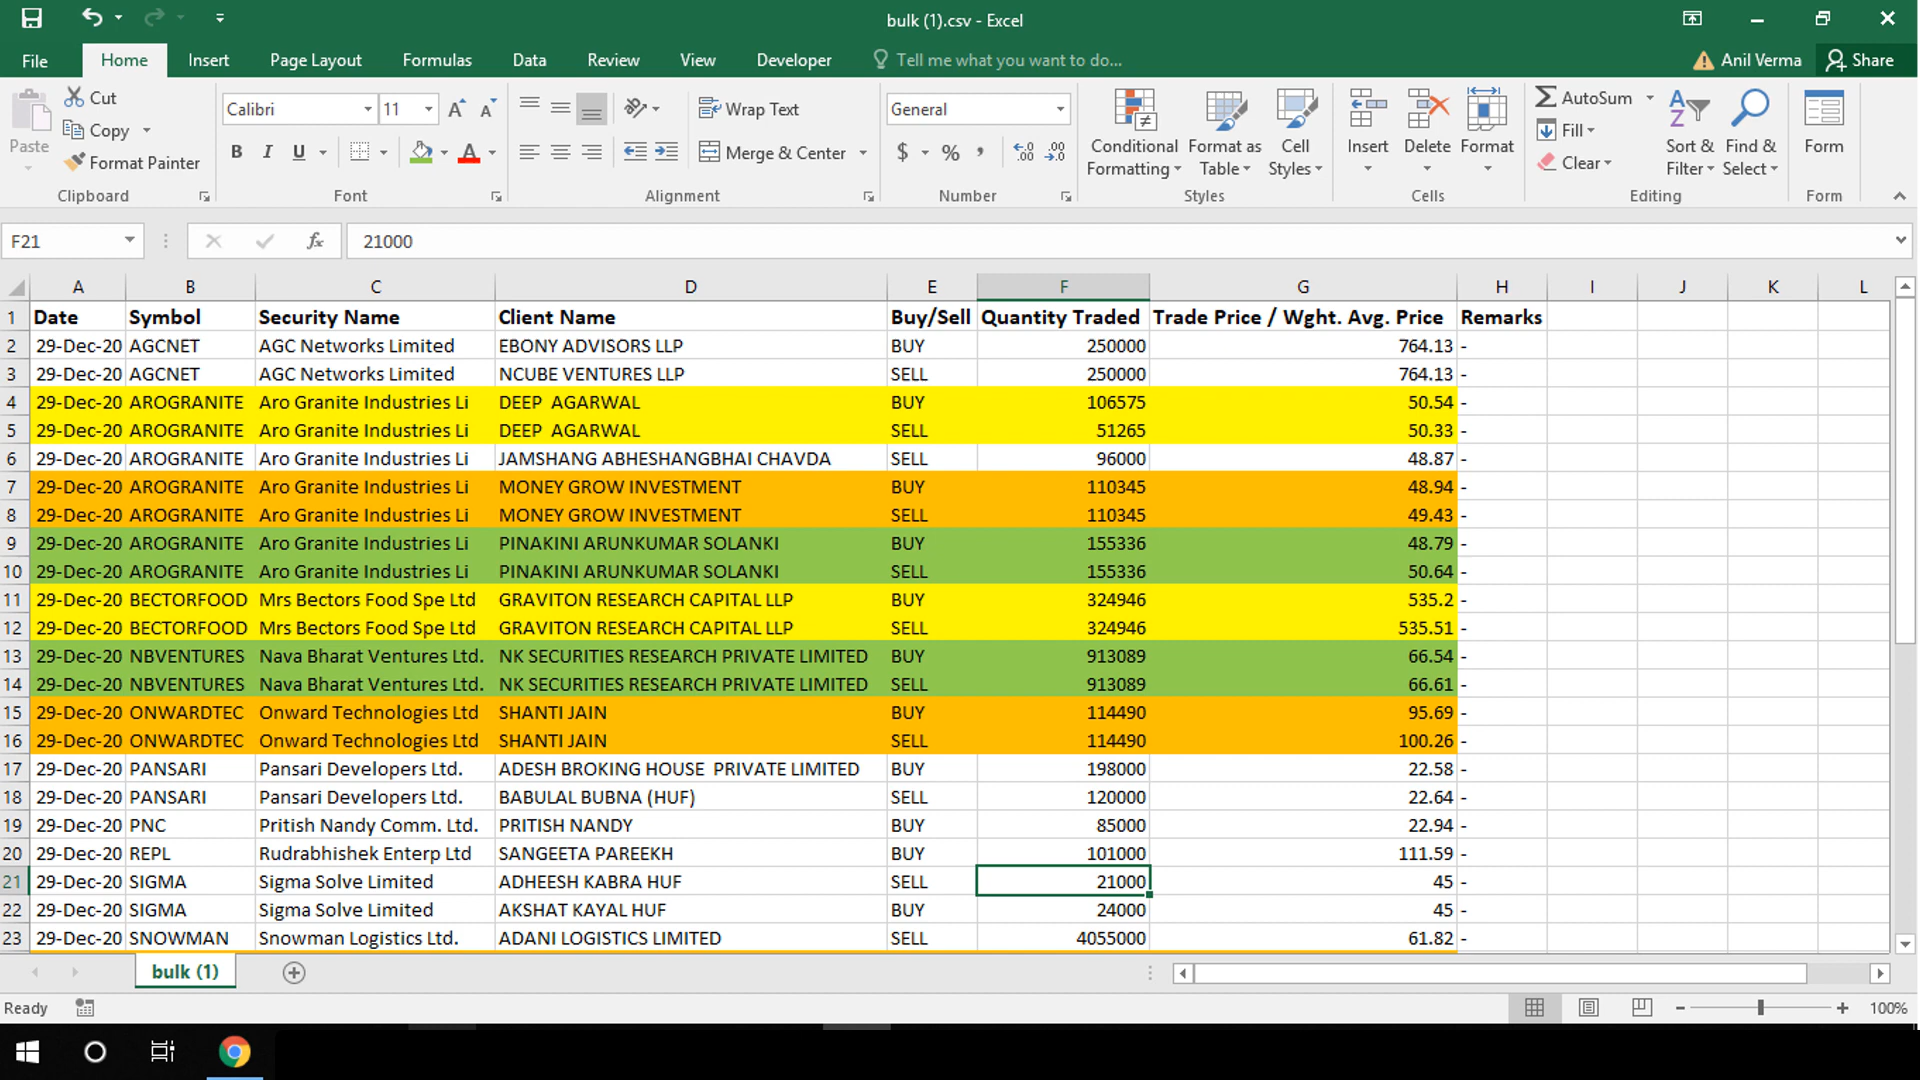 bulk (1).csv - Excel
File Home Insert Page Layout Formulas Data Review View Developer Tell me what you want to do... Anil Verma Share
Paste Cut Copy Format Painter Clipboard
Calibri 11 B I U Font
Wrap Text Merge & Center Alignment
General $ % , Number
Conditional Formatting Format as Table Cell Styles Styles
Insert Delete Format Cells
AutoSum Fill Clear Sort & Filter Find & Select Editing
Form Form
F21 fx 21000
A B C D E F G H I J K L
1 Date Symbol Security Name Client Name Buy/Sell Quantity Traded Trade Price / Wght. Avg. Price Remarks
2 29-Dec-20 AGCNET AGC Networks Limited EBONY ADVISORS LLP BUY 250000 764.13 -
3 29-Dec-20 AGCNET AGC Networks Limited NCUBE VENTURES LLP SELL 250000 764.13 -
4 29-Dec-20 AROGRANITE Aro Granite Industries Li DEEP  AGARWAL BUY 106575 50.54 -
5 29-Dec-20 AROGRANITE Aro Granite Industries Li DEEP  AGARWAL SELL 51265 50.33 -
6 29-Dec-20 AROGRANITE Aro Granite Industries Li JAMSHANG ABHESHANGBHAI CHAVDA SELL 96000 48.87 -
7 29-Dec-20 AROGRANITE Aro Granite Industries Li MONEY GROW INVESTMENT BUY 110345 48.94 -
8 29-Dec-20 AROGRANITE Aro Granite Industries Li MONEY GROW INVESTMENT SELL 110345 49.43 -
9 29-Dec-20 AROGRANITE Aro Granite Industries Li PINAKINI ARUNKUMAR SOLANKI BUY 155336 48.79 -
10 29-Dec-20 AROGRANITE Aro Granite Industries Li PINAKINI ARUNKUMAR SOLANKI SELL 155336 50.64 -
11 29-Dec-20 BECTORFOOD Mrs Bectors Food Spe Ltd GRAVITON RESEARCH CAPITAL LLP BUY 324946 535.2 -
12 29-Dec-20 BECTORFOOD Mrs Bectors Food Spe Ltd GRAVITON RESEARCH CAPITAL LLP SELL 324946 535.51 -
13 29-Dec-20 NBVENTURES Nava Bharat Ventures Ltd. NK SECURITIES RESEARCH PRIVATE LIMITED BUY 913089 66.54 -
14 29-Dec-20 NBVENTURES Nava Bharat Ventures Ltd. NK SECURITIES RESEARCH PRIVATE LIMITED SELL 913089 66.61 -
15 29-Dec-20 ONWARDTEC Onward Technologies Ltd SHANTI JAIN BUY 114490 95.69 -
16 29-Dec-20 ONWARDTEC Onward Technologies Ltd SHANTI JAIN SELL 114490 100.26 -
17 29-Dec-20 PANSARI Pansari Developers Ltd. ADESH BROKING HOUSE  PRIVATE LIMITED BUY 198000 22.58 -
18 29-Dec-20 PANSARI Pansari Developers Ltd. BABULAL BUBNA (HUF) SELL 120000 22.64 -
19 29-Dec-20 PNC Pritish Nandy Comm. Ltd. PRITISH NANDY BUY 85000 22.94 -
20 29-Dec-20 REPL Rudrabhishek Enterp Ltd SANGEETA PAREEKH BUY 101000 111.59 -
21 29-Dec-20 SIGMA Sigma Solve Limited ADHEESH KABRA HUF SELL 21000 45 -
22 29-Dec-20 SIGMA Sigma Solve Limited AKSHAT KAYAL HUF BUY 24000 45 -
23 29-Dec-20 SNOWMAN Snowman Logistics Ltd. ADANI LOGISTICS LIMITED SELL 4055000 61.82 -
bulk (1)
Ready 100%